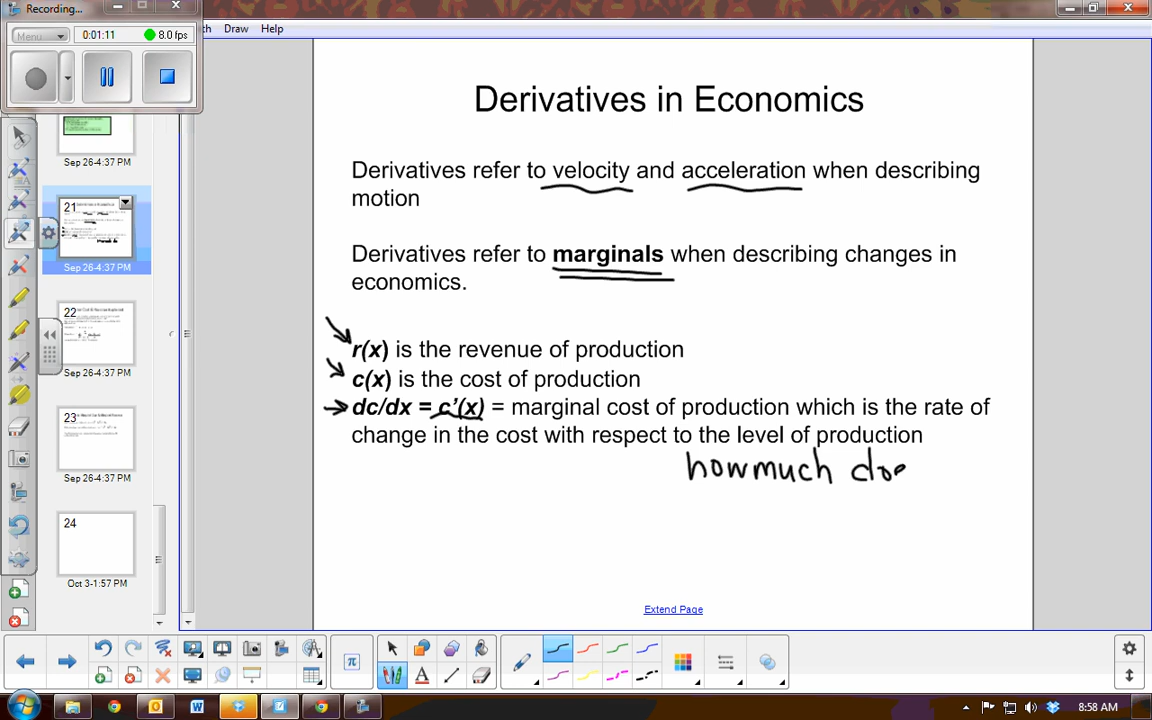 Recording...
Menu
0:01:11
8.0 fps
Draw
Help
Sep 26-4:37 PM
21
Sep 26-4:37 PM
22
Sep 26-4:37 PM
23
Sep 26-4:37 PM
24
Oct 3-1:57 PM
Derivatives in Economics
Derivatives refer to velocity and acceleration when describing
motion
Derivatives refer to marginals when describing changes in
economics.
r(x) is the revenue of production
c(x) is the cost of production
dc/dx = c'(x) = marginal cost of production which is the rate of
change in the cost with respect to the level of production
how much doe
Extend Page
π
A
W
8:58 AM